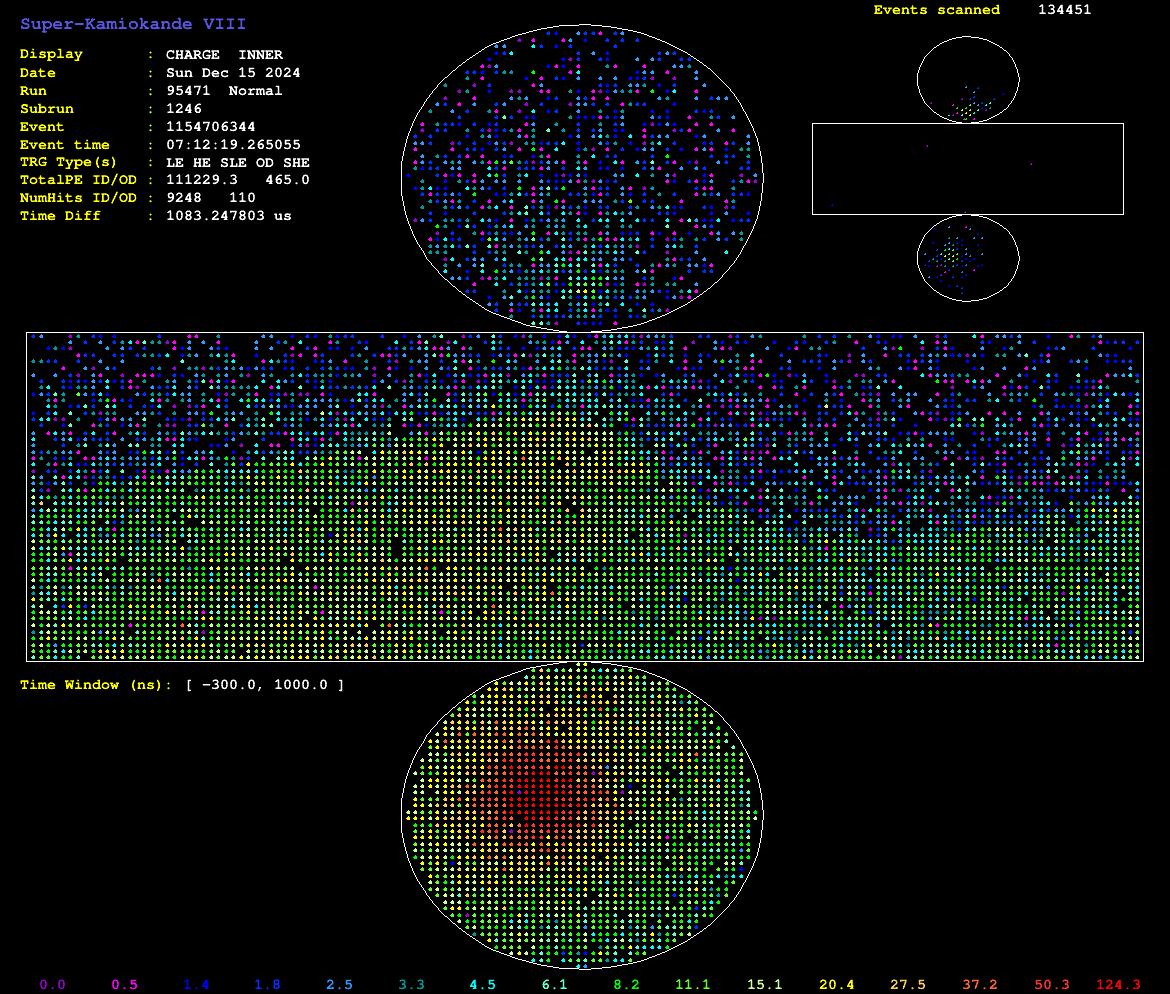 Super-Kamiokande VIII
Events scanned 134451
Display : CHARGE INNER
Date : Sun Dec 15 2024
Run : 95471 Normal
Subrun : 1246
Event : 1154706344
Event time : 07:12:19.265055
TRG Type(s) : LE HE SLE OD SHE
TotalPE ID/OD : 111229.3 465.0
NumHits ID/OD : 9248 110
Time Diff : 1083.247803 us
Time Window (ns): [ −300.0, 1000.0 ]
0.0 0.5 1.4 1.8 2.5 3.3 4.5 6.1 8.2 11.1 15.1 20.4 27.5 37.2 50.3 124.3